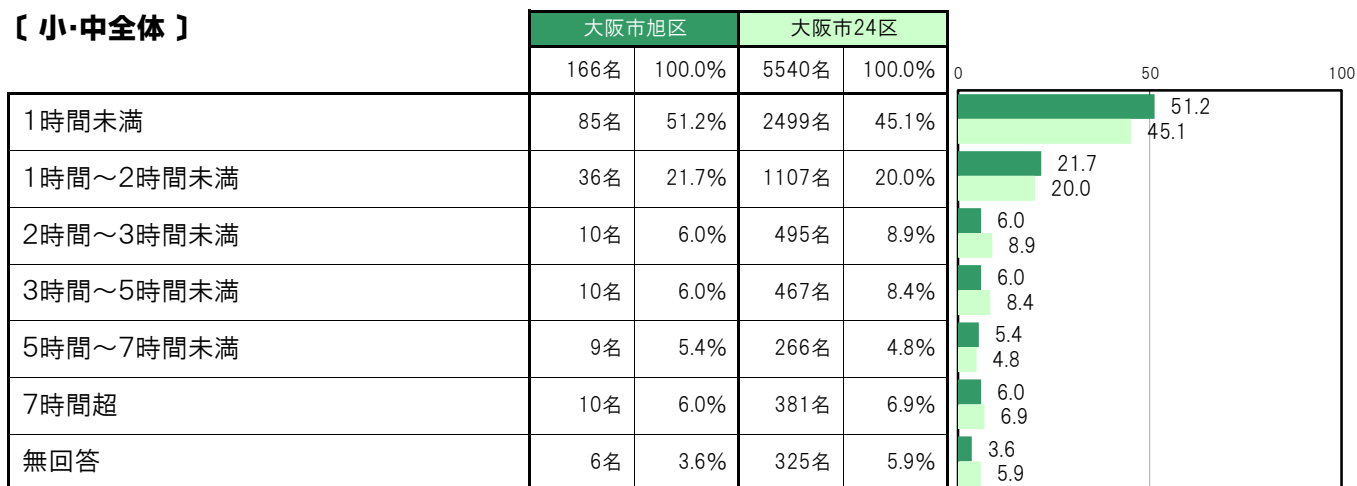 〔 小･中全体 〕
大阪市旭区 大阪市24区
166名 100.0% 5540名 100.0%
0 50 100
1時間未満 85名 51.2% 2499名 45.1%
51.2
45.1
1時間～2時間未満 36名 21.7% 1107名 20.0%
21.7
20.0
2時間～3時間未満 10名 6.0% 495名 8.9%
6.0
8.9
3時間～5時間未満 10名 6.0% 467名 8.4%
6.0
8.4
5時間～7時間未満 9名 5.4% 266名 4.8%
5.4
4.8
7時間超 10名 6.0% 381名 6.9%
6.0
6.9
無回答 6名 3.6% 325名 5.9%
3.6
5.9